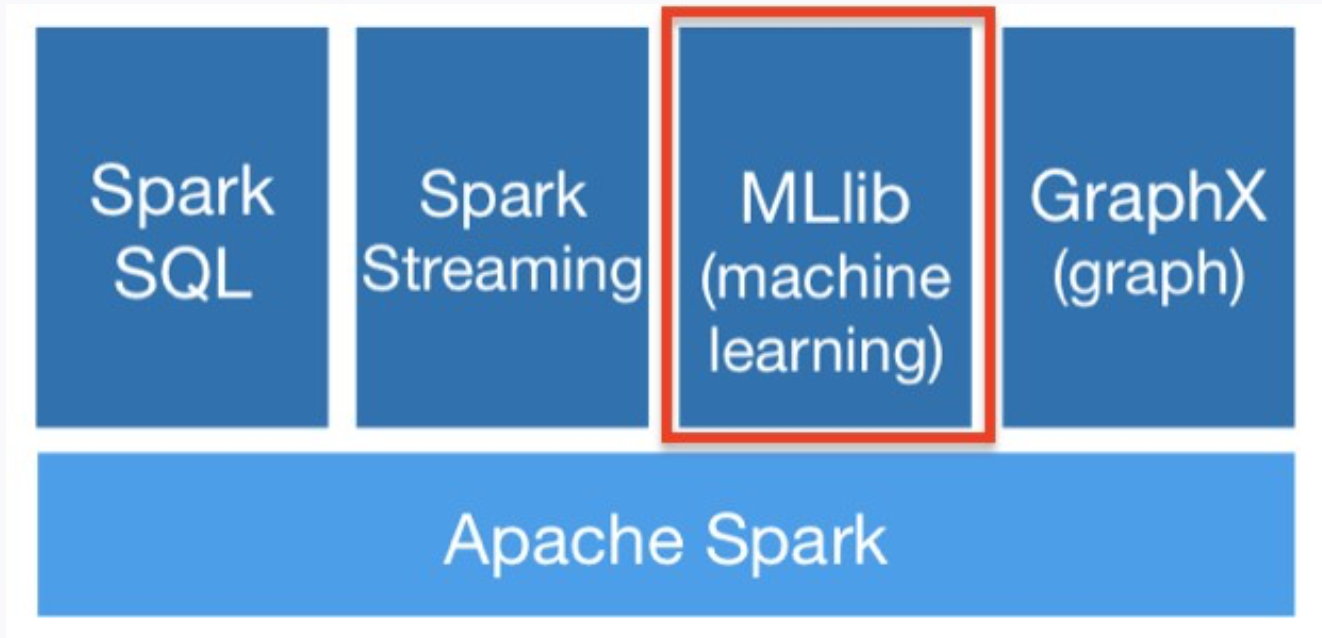 Spark
SQL
Spark
Streaming
MLlib
(machine
learning)
GraphX
(graph)
Apache Spark